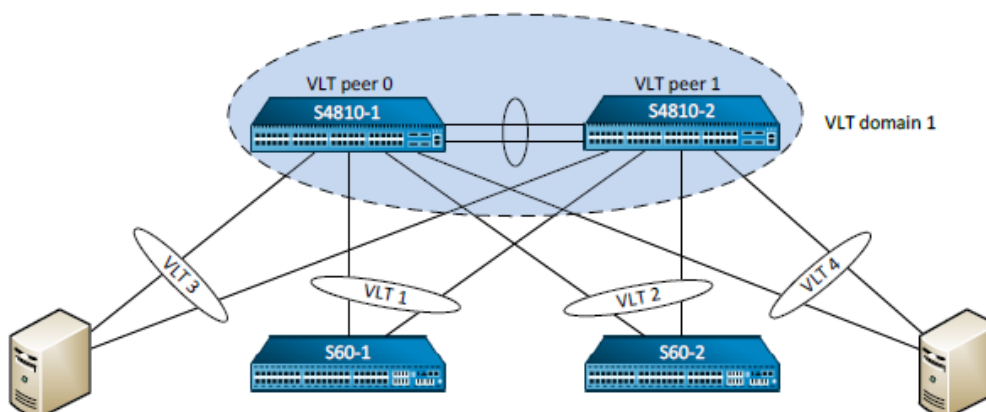 VLT peer 0
VLT peer 1
S4810-1
S4810-2
VLT domain 1
VLT 3
VLT 1
VLT 2
VLT 4
S60-1
S60-2